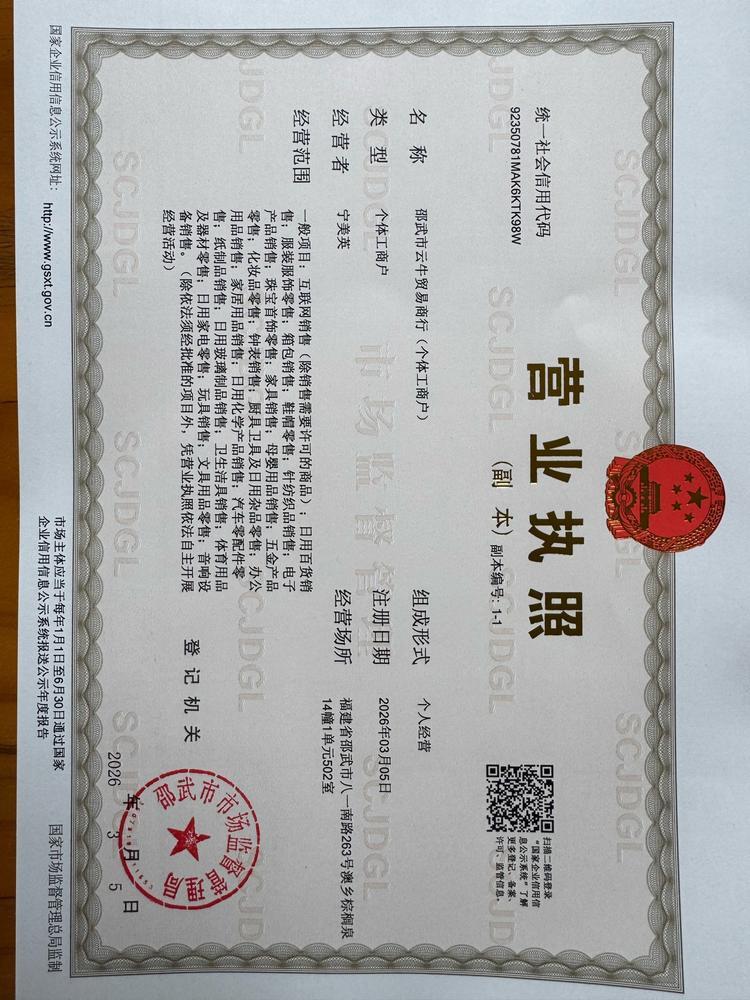 营业执照
（副 本）副本编号：1-1
统一社会信用代码
92350781MAK6KTK98W
扫描二维码登录
“国家企业信用信
息公示系统”了解
更多登记、备案、
许可、监管信息。
名 称 邵武市云牛贸易商行（个体工商户）
类 型 个体工商户
经 营 者 宁美英
经营范围 一般项目：互联网销售（除销售需要许可的商品）；日用百货销
售；服装服饰零售；箱包销售；鞋帽零售；针纺织品销售；电子
产品销售；珠宝首饰零售；家具销售；母婴用品销售；五金产品
零售；化妆品零售；钟表销售；厨具卫具及日用杂品零售；办公
用品销售；家居用品销售；日用化学产品销售；汽车零配件零
售；纸制品销售；日用玻璃制品销售；卫生洁具销售；体育用品
及器材零售；日用家电零售；玩具销售；文具用品零售；音响设
备销售。（除依法须经批准的项目外，凭营业执照依法自主开展
经营活动）
组成形式 个人经营
注册日期 2026年03月05日
经营场所 福建省邵武市八一南路263号澳乡棕榈泉
14幢1单元502室
登 记 机 关
邵武市市场监督管理局
2026 年 3 月 5 日
市场监督管理
SCJDGL
国家企业信用信息公示系统网址： http://www.gsxt.gov.cn
市场主体应当于每年1月1日至6月30日通过国家
企业信用信息公示系统报送公示年度报告
国家市场监督管理总局监制